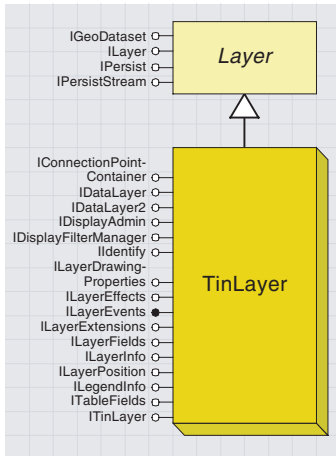 IGeoDataset
ILayer
IPersist
IPersistStream
Layer
IConnectionPoint-
Container
IDataLayer
IDataLayer2
IDisplayAdmin
IDisplayFilterManager
IIdentify
ILayerDrawing-
Properties
ILayerEffects
ILayerEvents
ILayerExtensions
ILayerFields
ILayerInfo
ILayerPosition
ILegendInfo
ITableFields
ITinLayer
TinLayer